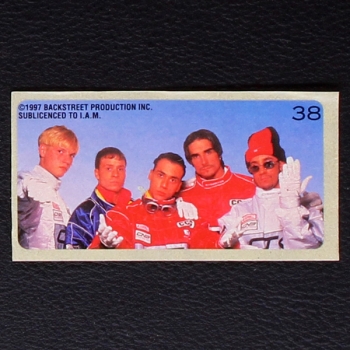 ©1997 BACKSTREET PRODUCTION INC.
SUBLICENCED TO I.A.M.
38